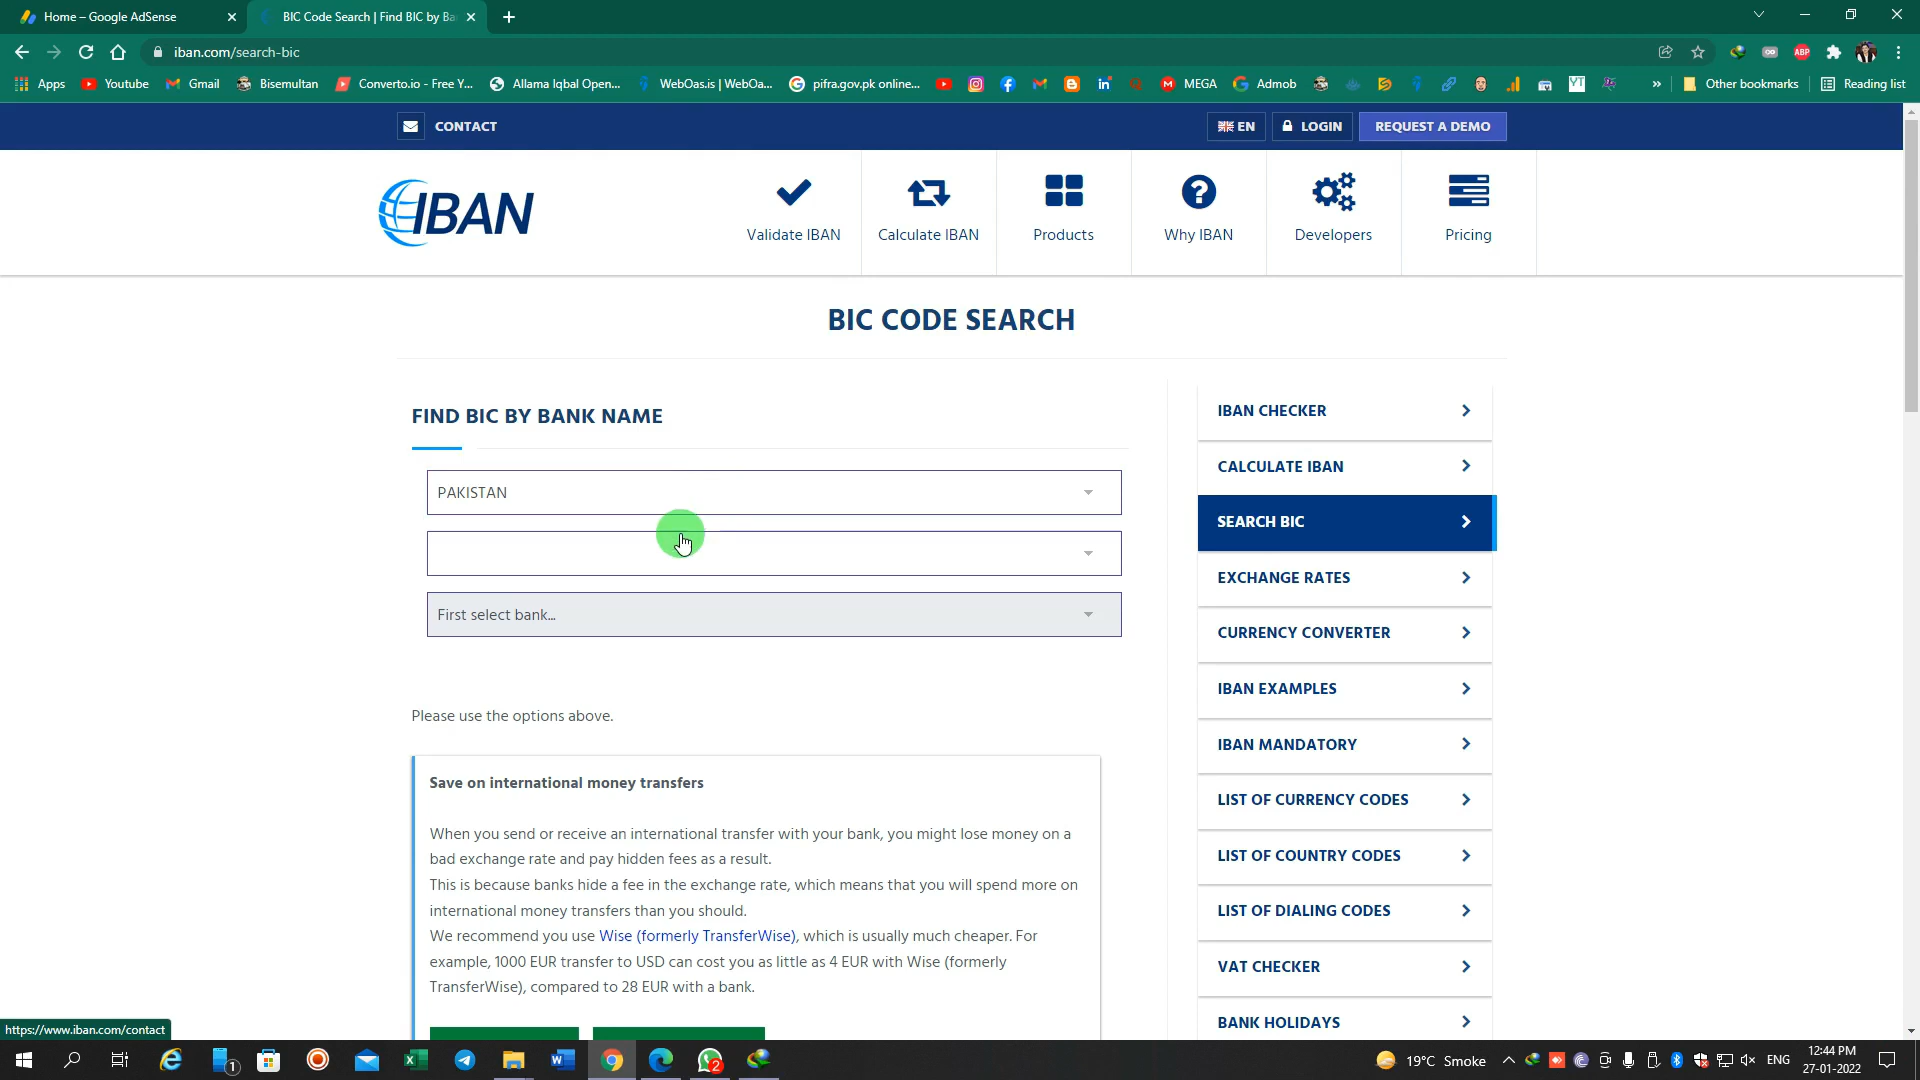 Home – Google AdSense
BIC Code Search | Find BIC by Ba
iban.com/search-bic
Apps
Youtube
Gmail
Bisemultan
Converto.io - Free Y...
Allama Iqbal Open...
WebOas.is | WebOa...
pifra.gov.pk online...
MEGA
Admob
YT
»
Other bookmarks
Reading list
ABP
CONTACT
EN
LOGIN
REQUEST A DEMO
IBAN
Validate IBAN
Calculate IBAN
Products
Why IBAN
Developers
Pricing
BIC CODE SEARCH
FIND BIC BY BANK NAME
PAKISTAN
First select bank...
Please use the options above.
Save on international money transfers
When you send or receive an international transfer with your bank, you might lose money on a
bad exchange rate and pay hidden fees as a result.
This is because banks hide a fee in the exchange rate, which means that you will spend more on
international money transfers than you should.
We recommend you use Wise (formerly TransferWise), which is usually much cheaper. For
example, 1000 EUR transfer to USD can cost you as little as 4 EUR with Wise (formerly
TransferWise), compared to 28 EUR with a bank.
IBAN CHECKER
CALCULATE IBAN
SEARCH BIC
EXCHANGE RATES
CURRENCY CONVERTER
IBAN EXAMPLES
IBAN MANDATORY
LIST OF CURRENCY CODES
LIST OF COUNTRY CODES
LIST OF DIALING CODES
VAT CHECKER
BANK HOLIDAYS
https://www.iban.com/contact
1
2
19°C Smoke
ENG
12:44 PM
27-01-2022